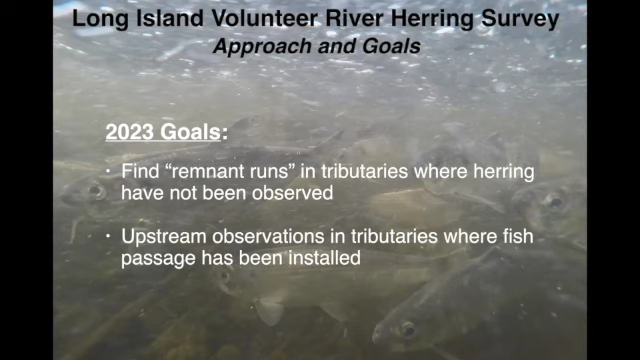 Long Island Volunteer River Herring Survey
Approach and Goals
2023 Goals:
· Find “remnant runs” in tributaries where herring
have not been observed
· Upstream observations in tributaries where fish
passage has been installed